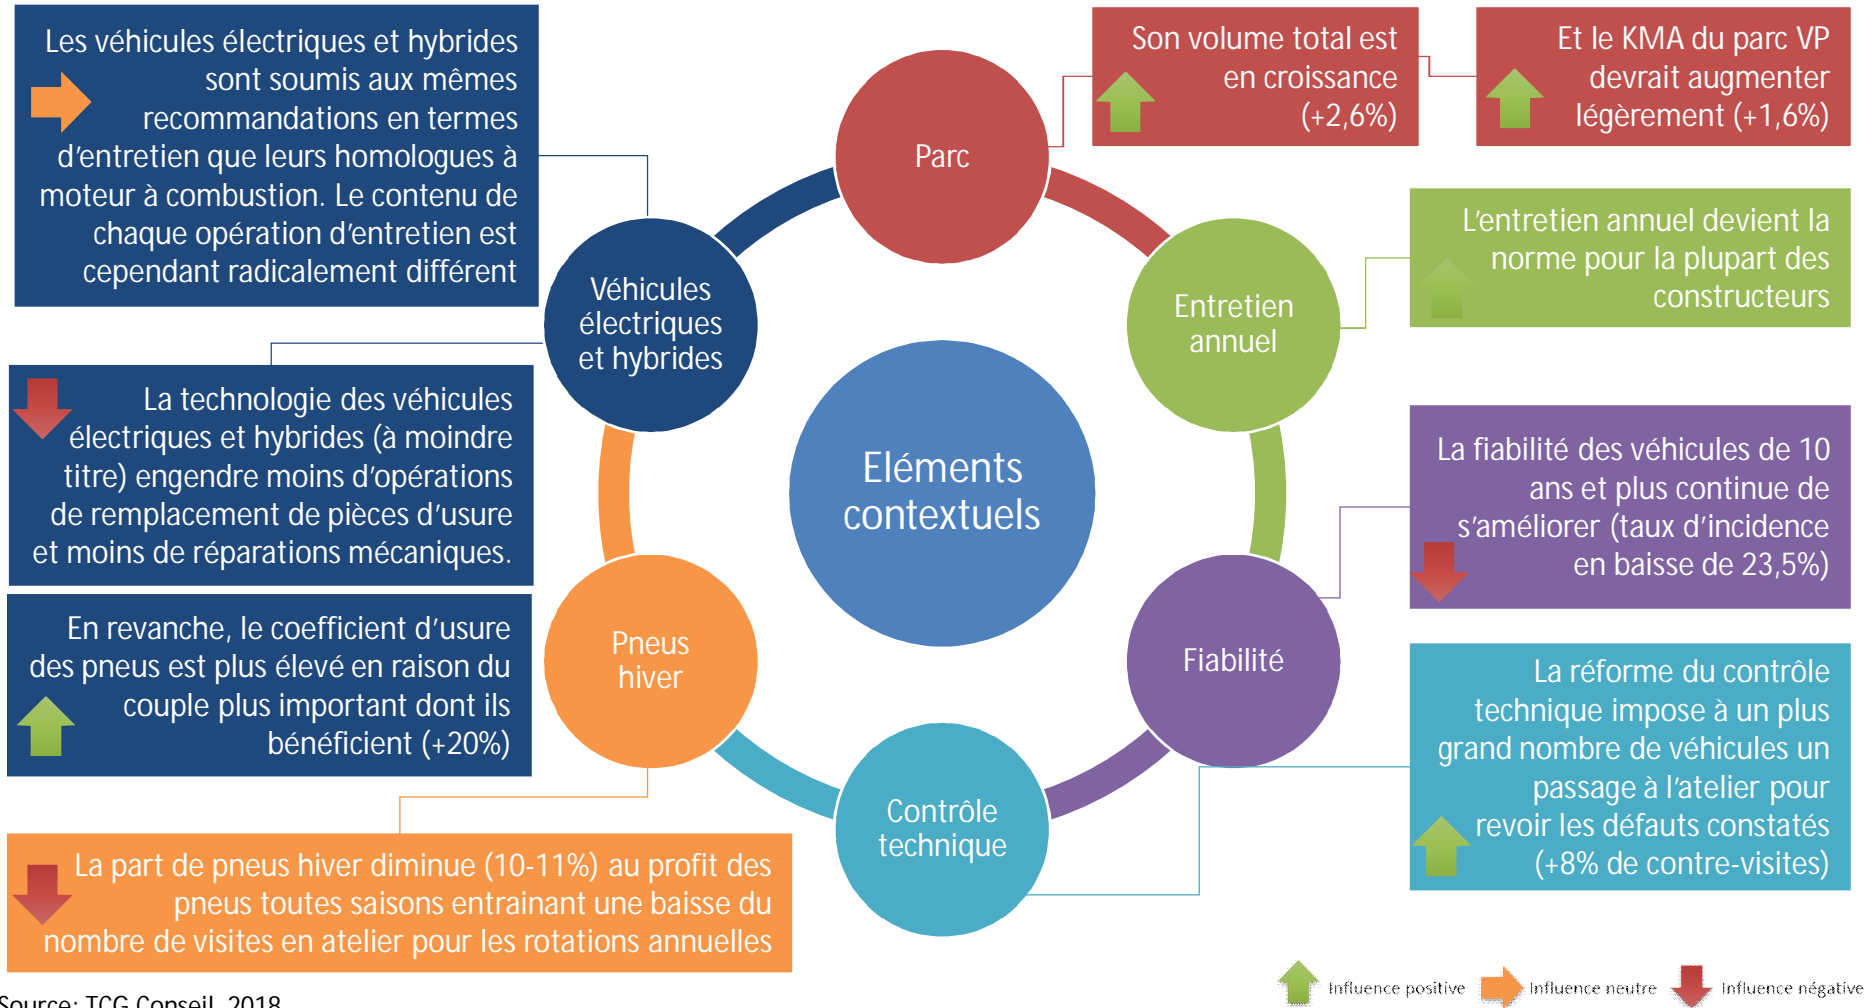 Les véhicules électriques et hybrides
sont soumis aux mêmes
recommandations en termes
d'entretien que leurs homologues à
moteur à combustion. Le contenu de
chaque opération d'entretien est
cependant radicalement différent
Son volume total est
en croissance
(+2,6%)
Et le KMA du parc VP
devrait augmenter
légèrement (+1,6%)
Parc
L'entretien annuel devient la
norme pour la plupart des
constructeurs
Véhicules
électriques
et hybrides
Entretien
annuel
La technologie des véhicules
électriques et hybrides (à moindre
titre) engendre moins d'opérations
de remplacement de pièces d'usure
et moins de réparations mécaniques.
Eléments
contextuels
La fiabilité des véhicules de 10
ans et plus continue de
s'améliorer (taux d'incidence
en baisse de 23,5%)
En revanche, le coefficient d'usure
des pneus est plus élevé en raison du
couple plus important dont ils
bénéficient (+20%)
Pneus
hiver
Fiabilité
La réforme du contrôle
technique impose à un plus
grand nombre de véhicules un
passage à l'atelier pour
revoir les défauts constatés
(+8% de contre-visites)
Contrôle
technique
La part de pneus hiver diminue (10-11%) au profit des
pneus toutes saisons entrainant une baisse du
nombre de visites en atelier pour les rotations annuelles
Influence positive
Influence neutre
Influence négative
Source: TCG Conseil, 2018